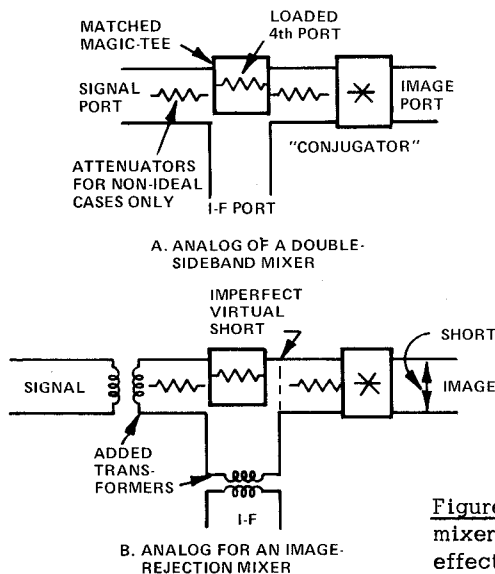 MATCHED
MAGIC-TEE
LOADED
4th PORT
SIGNAL
PORT
IMAGE
PORT
"CONJUGATOR"
ATTENUATORS
FOR NON-IDEAL
CASES ONLY
I-F PORT
A. ANALOG OF A DOUBLE-
SIDEBAND MIXER
IMPERFECT
VIRTUAL
SHORT
SHORT
SIGNAL
IMAGE
ADDED
TRANS-
FORMERS
I-F
B. ANALOG FOR AN IMAGE-
REJECTION MIXER
Figure
mixer
effect